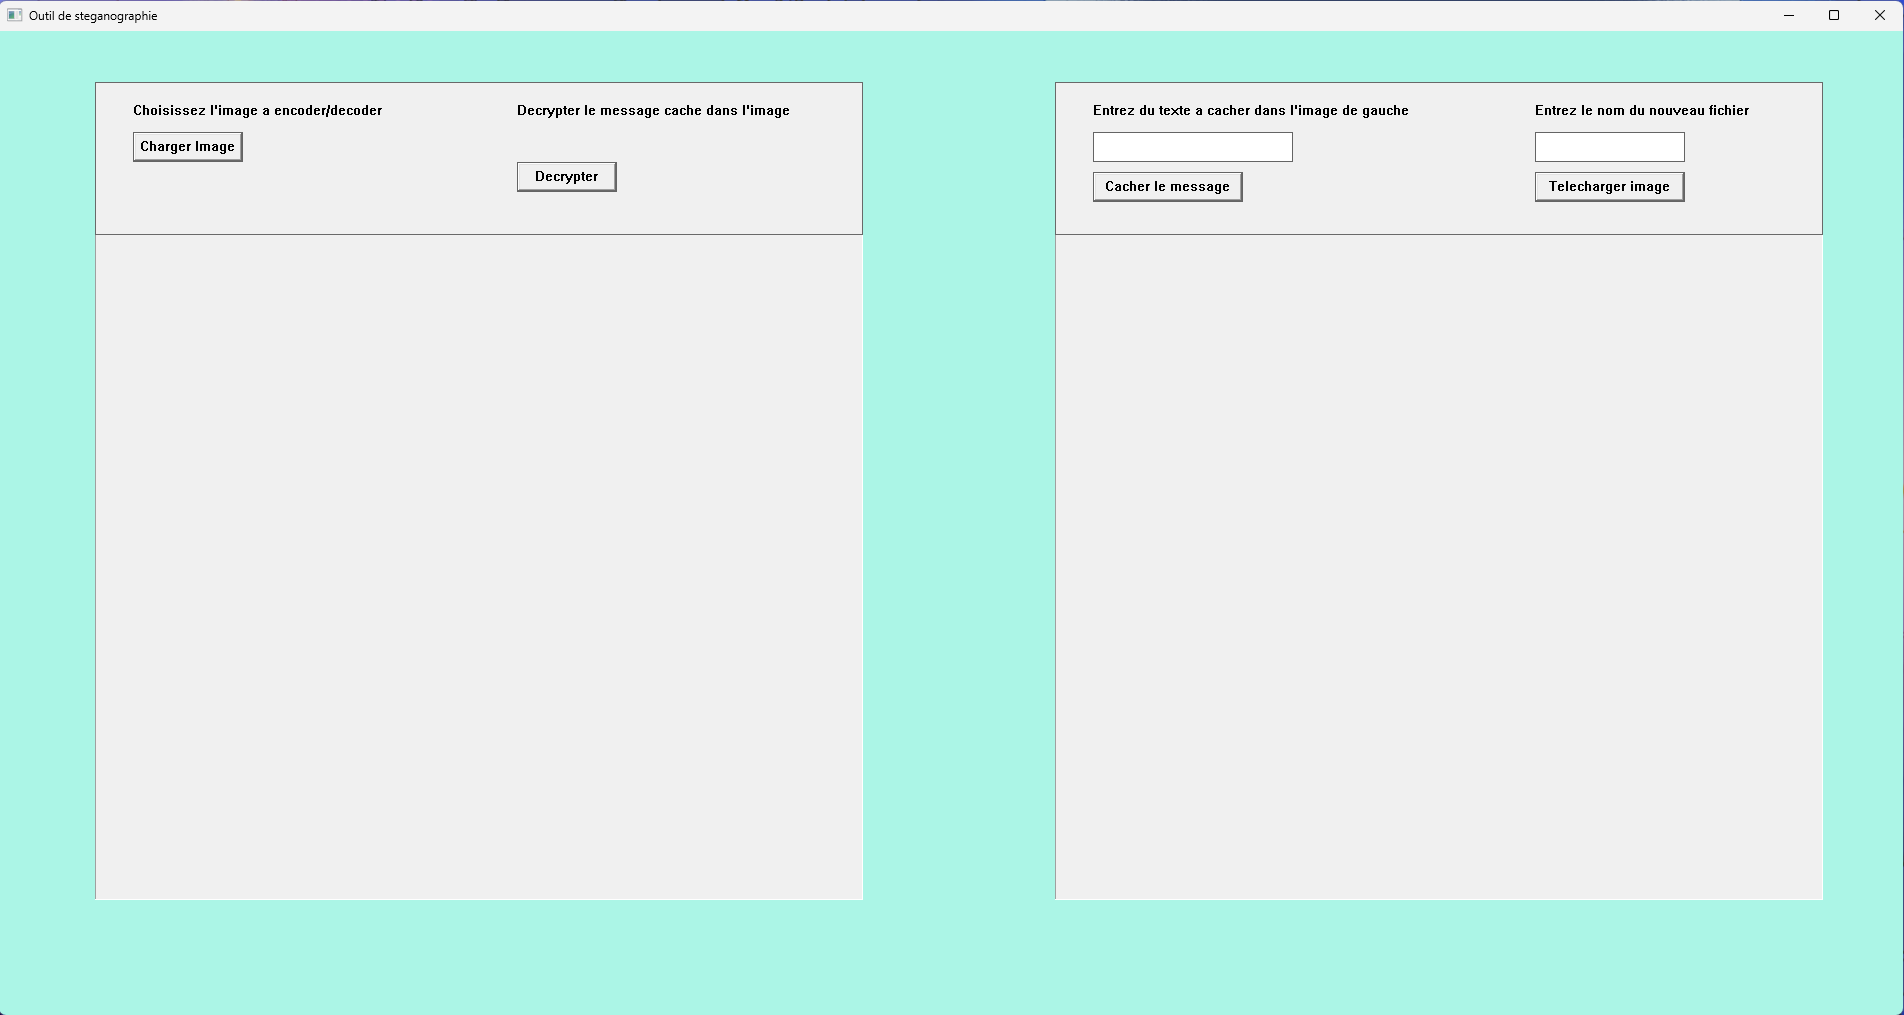 Outil de steganographie
Choisissez l'image a encoder/decoder
Charger Image
Decrypter le message cache dans l'image
Decrypter
Entrez du texte a cacher dans l'image de gauche
Cacher le message
Entrez le nom du nouveau fichier
Telecharger image